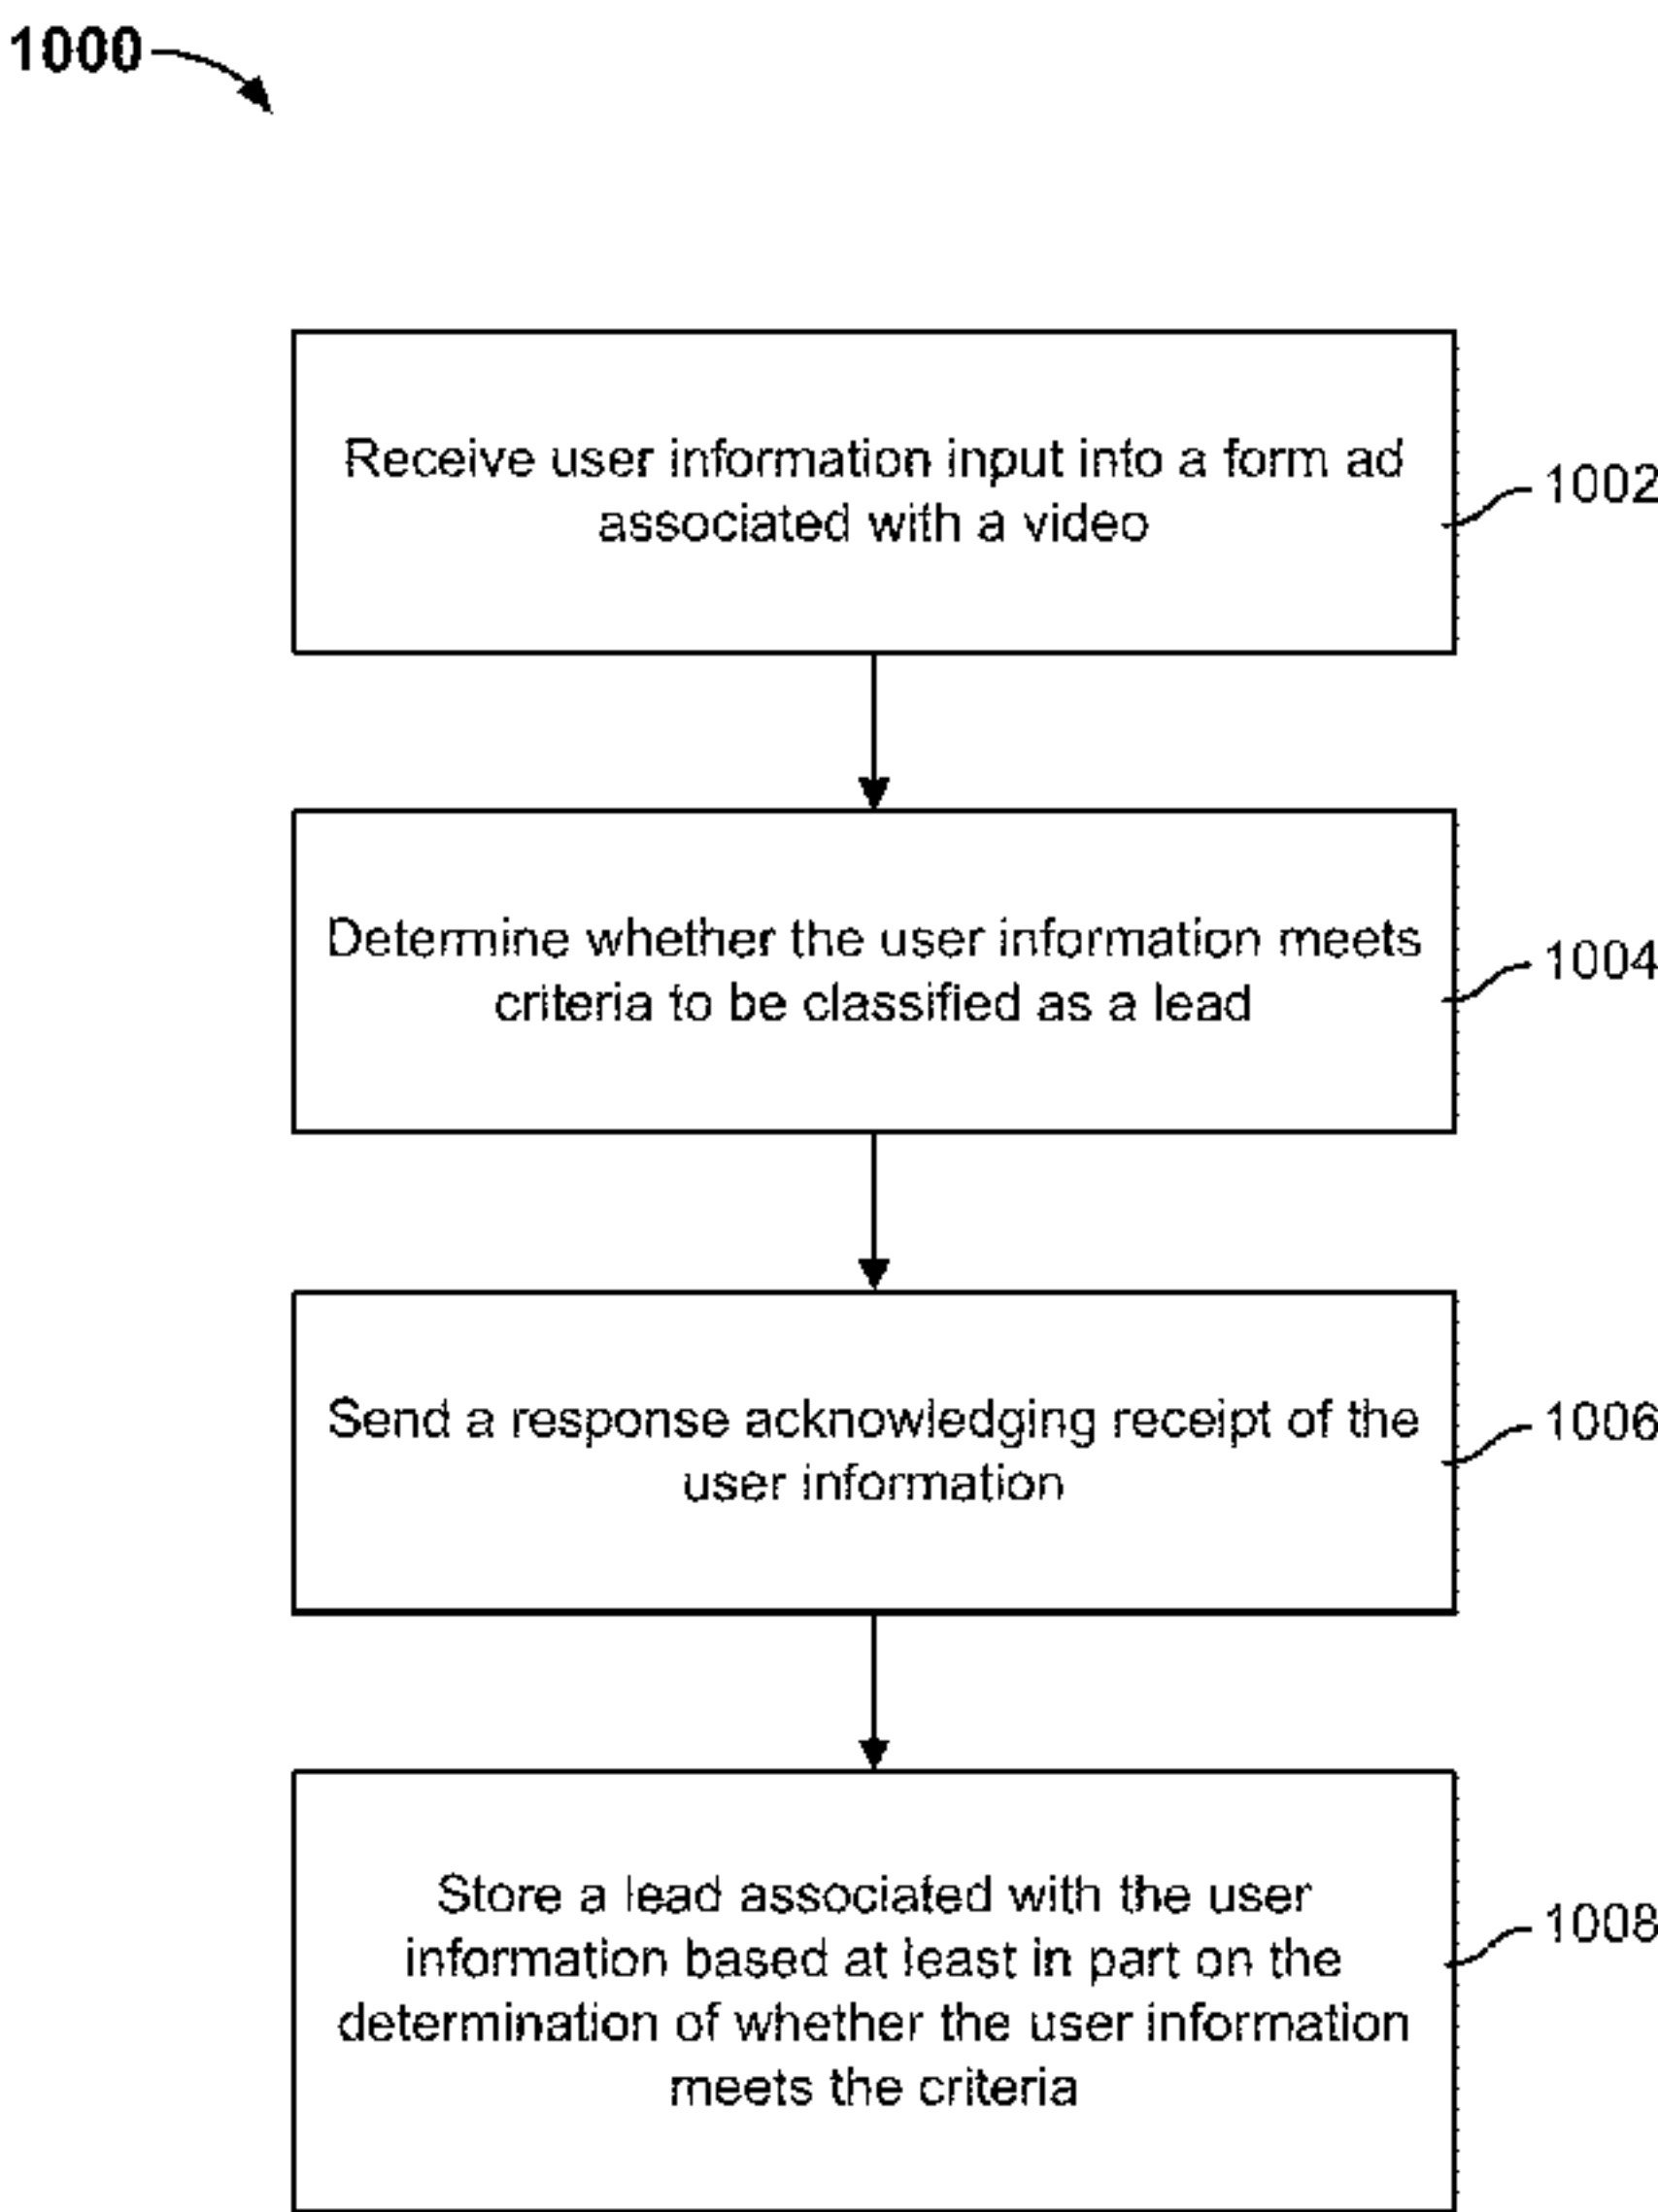 1000
Receive user information input into a form ad
associated with a video
1002
Determine whether the user information meets
criteria to be classified as a lead
1004
Send a response acknowledging receipt of the
user information
1006
Store a lead associated with the user
information based at least in part on the
determination of whether the user information
meets the criteria
1008